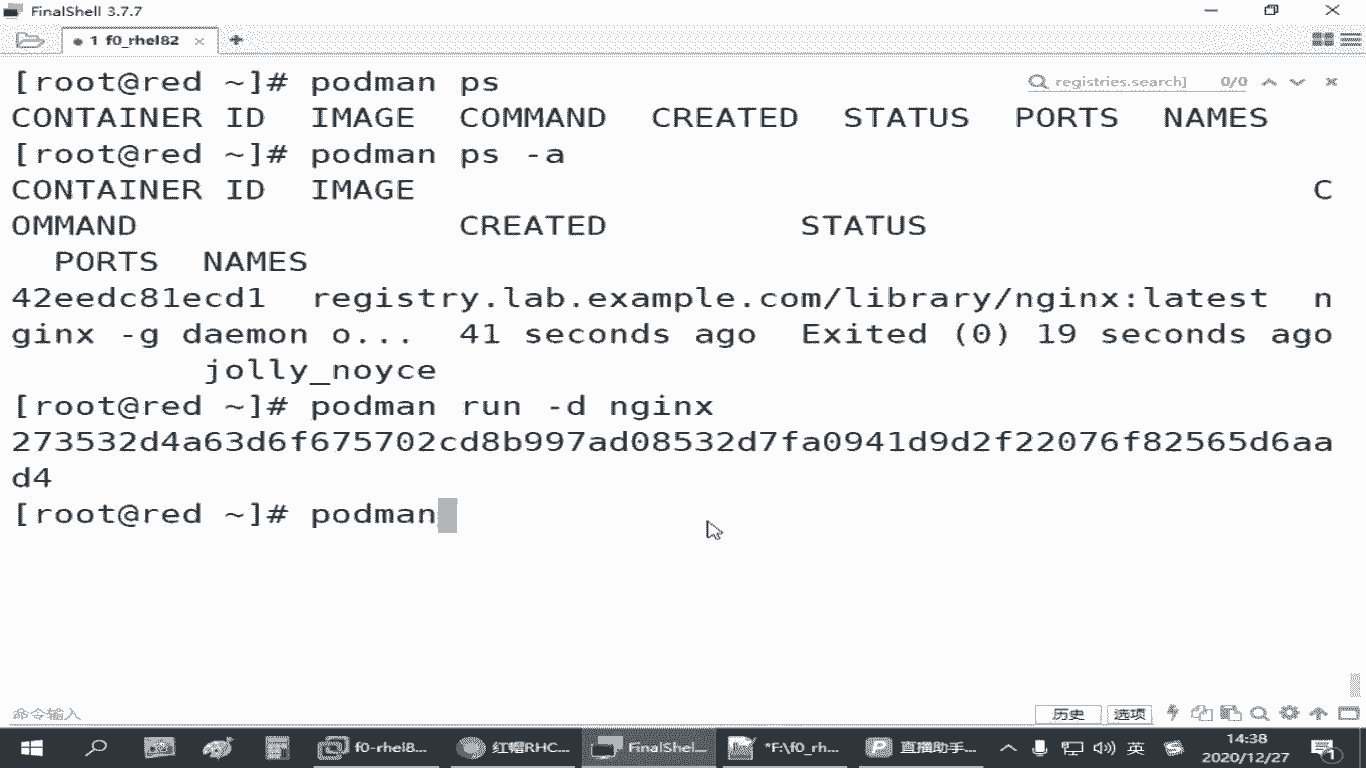 FinalShell 3.7.7
1 f0_rhel82
[root@red ~]# podman ps
registries.search] 0/0
CONTAINER ID  IMAGE  COMMAND  CREATED  STATUS  PORTS  NAMES
[root@red ~]# podman ps -a
CONTAINER ID  IMAGE                                          C
OMMAND               CREATED         STATUS
  PORTS  NAMES
42eedc81ecd1  registry.lab.example.com/library/nginx:latest  n
ginx -g daemon o...  41 seconds ago  Exited (0) 19 seconds ago
         jolly_noyce
[root@red ~]# podman run -d nginx
273532d4a63d6f675702cd8b997ad08532d7fa0941d9d2f22076f82565d6aa
d4
[root@red ~]# podman
命令输入
历史 选项
f0-rhel8... 红帽RHC... FinalShel... *F:\f0_rh... 直播助手... 英 14:38
2020/12/27 1